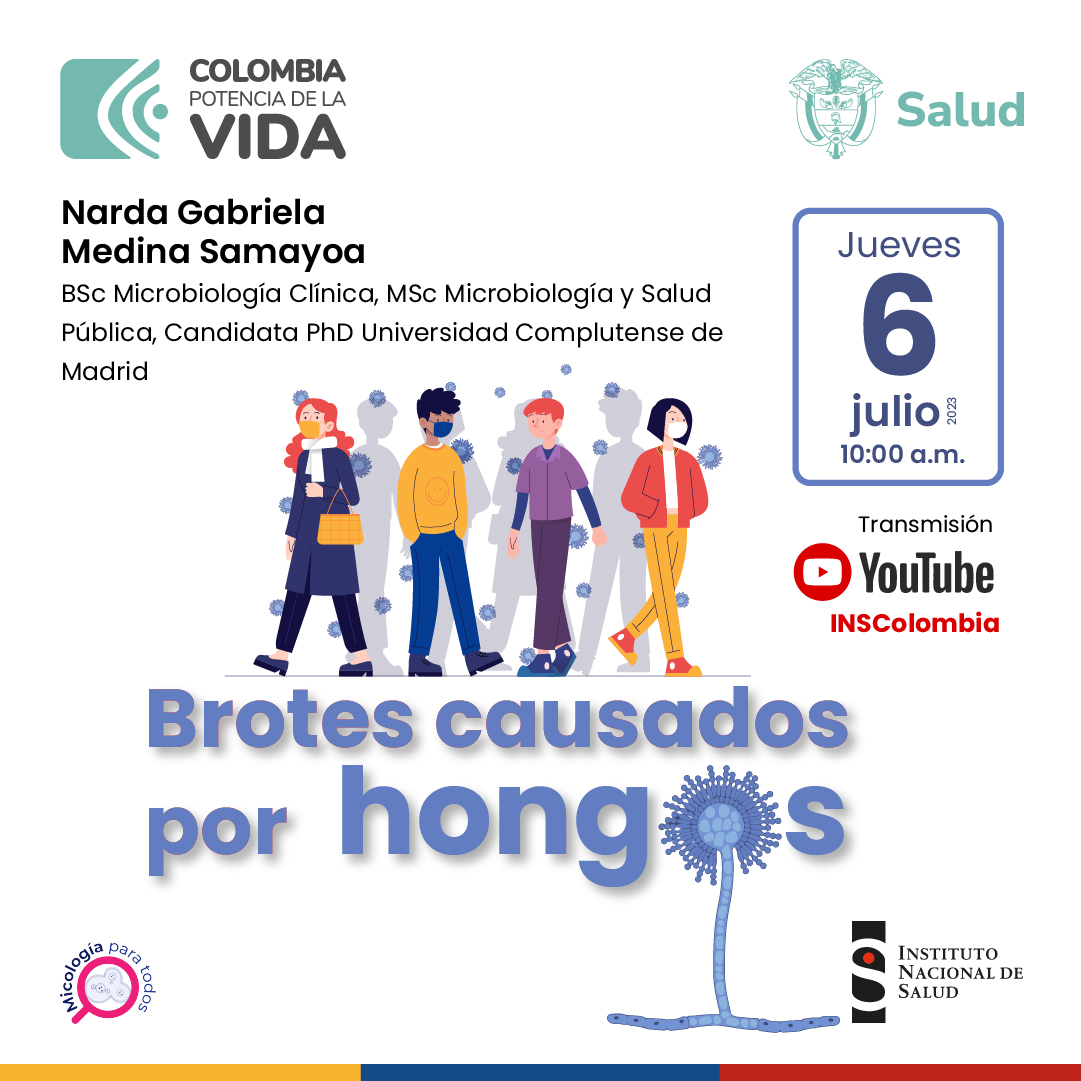 COLOMBIA
POTENCIA DE LA
VIDA
Salud
Narda Gabriela
Medina Samayoa
BSc Microbiología Clínica, MSc Microbiología y Salud
Pública, Candidata PhD Universidad Complutense de
Madrid
Jueves
6
julio 2023
10:00 a.m.
Transmisión
YouTube
INSColombia
Brotes causados
por hongos
Micología para todos
INSTITUTO
NACIONAL DE
SALUD